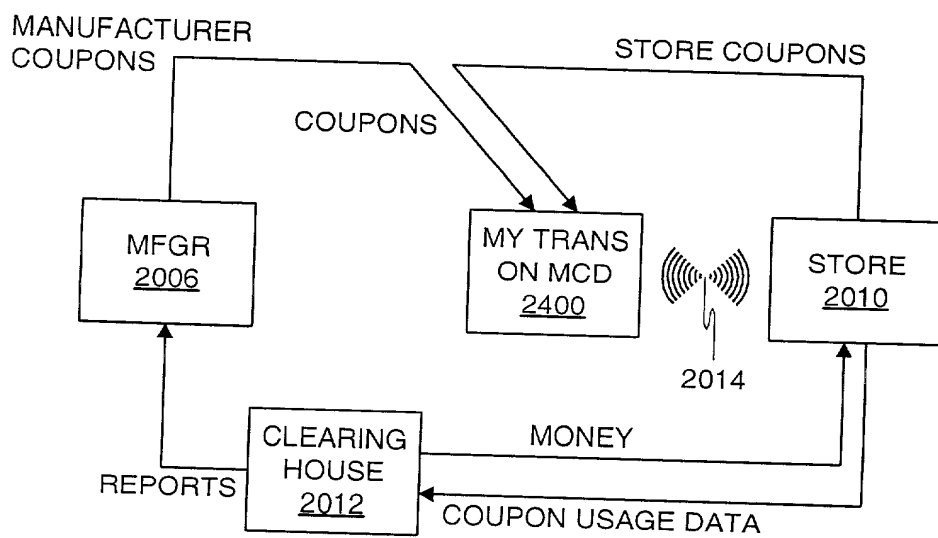 MANUFACTURER
COUPONS
STORE COUPONS
COUPONS
MFGR
2006
MY TRANS
ON MCD
2400
STORE
2010
2014
CLEARING
HOUSE
2012
MONEY
REPORTS
COUPON USAGE DATA